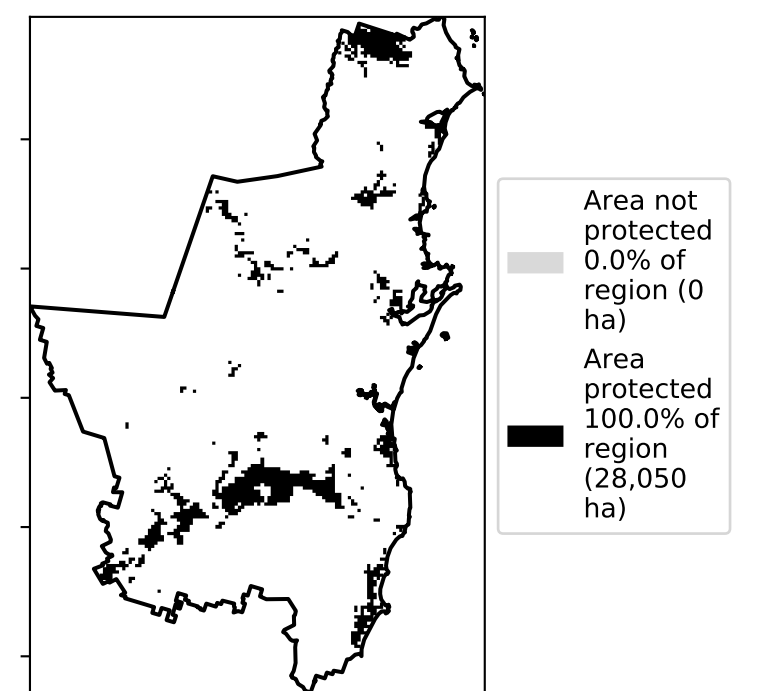 Area not
protected
0.0% of
region (0
ha)
Area
protected
100.0% of
region
(28,050
ha)